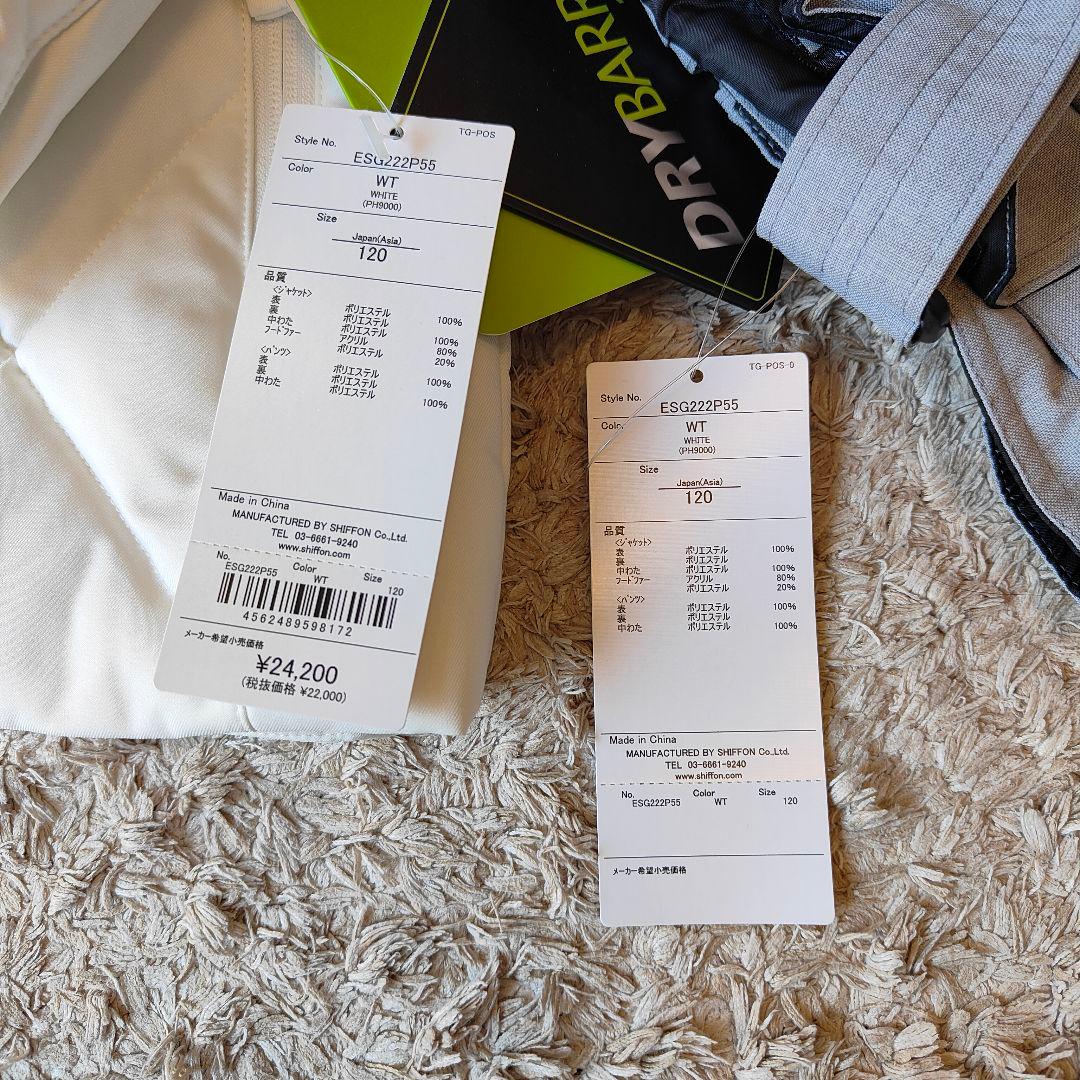 DRYBARR
TG-POS
Style No. ESG222P55
Color WT
WHITE
(PH9000)
Size
Japan(Asia)
120
品質
<ジャケット>
表 ポリエステル 100%
裏 ポリエステル
中わた ポリエステル 100%
フードファー アクリル 80%
ポリエステル 20%
<パンツ>
表 ポリエステル 100%
裏 ポリエステル
中わた ポリエステル 100%
Made in China
MANUFACTURED BY SHIFFON Co.,Ltd.
TEL 03-6661-9240
www.shiffon.com
No. Color Size
ESG222P55 WT 120
4562489598172
メーカー希望小売価格
¥24,200
(税抜価格 ¥22,000)
TG-POS-0
Style No. ESG222P55
Color WT
WHITE
(PH9000)
Size
Japan(Asia)
120
品質
<ジャケット>
表 ポリエステル 100%
裏 ポリエステル
中わた ポリエステル 100%
フードファー アクリル 80%
ポリエステル 20%
<パンツ>
表 ポリエステル 100%
裏 ポリエステル
中わた ポリエステル 100%
Made in China
MANUFACTURED BY SHIFFON Co.,Ltd.
TEL 03-6661-9240
www.shiffon.com
No. Color Size
ESG222P55 WT 120
メーカー希望小売価格